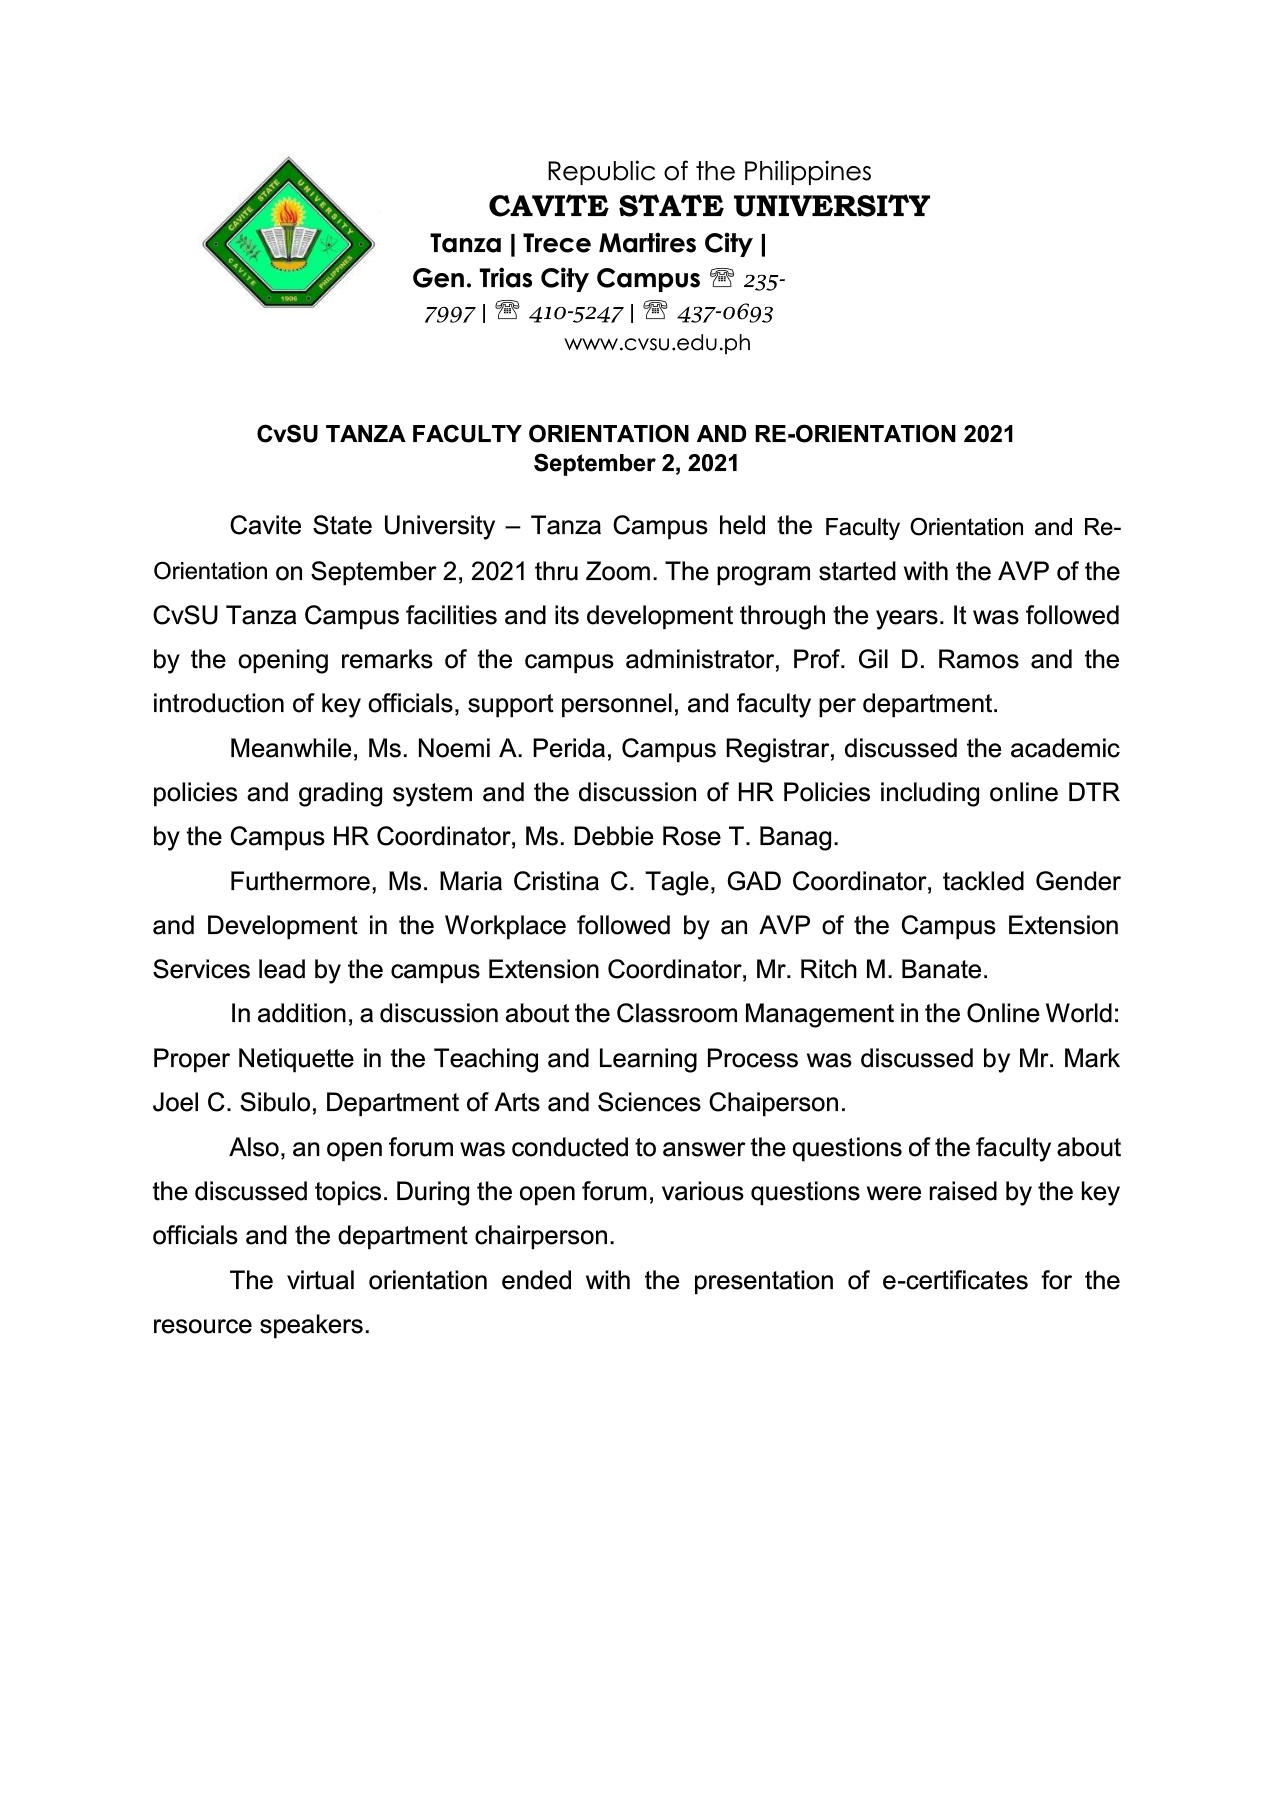 CAVITE STATE UNIVERSITY
CAVITE PHILIPPINES
1906
Republic of the Philippines
CAVITE STATE UNIVERSITY
Tanza | Trece Martires City |
Gen. Trias City Campus ☏ 235-
7997 | ☏ 410-5247 | ☏ 437-0693
www.cvsu.edu.ph
CvSU TANZA FACULTY ORIENTATION AND RE-ORIENTATION 2021
September 2, 2021
Cavite State University – Tanza Campus held the Faculty Orientation and Re-
Orientation on September 2, 2021 thru Zoom. The program started with the AVP of the
CvSU Tanza Campus facilities and its development through the years. It was followed
by the opening remarks of the campus administrator, Prof. Gil D. Ramos and the
introduction of key officials, support personnel, and faculty per department.
Meanwhile, Ms. Noemi A. Perida, Campus Registrar, discussed the academic
policies and grading system and the discussion of HR Policies including online DTR
by the Campus HR Coordinator, Ms. Debbie Rose T. Banag.
Furthermore, Ms. Maria Cristina C. Tagle, GAD Coordinator, tackled Gender
and Development in the Workplace followed by an AVP of the Campus Extension
Services lead by the campus Extension Coordinator, Mr. Ritch M. Banate.
In addition, a discussion about the Classroom Management in the Online World:
Proper Netiquette in the Teaching and Learning Process was discussed by Mr. Mark
Joel C. Sibulo, Department of Arts and Sciences Chaiperson.
Also, an open forum was conducted to answer the questions of the faculty about
the discussed topics. During the open forum, various questions were raised by the key
officials and the department chairperson.
The virtual orientation ended with the presentation of e-certificates for the
resource speakers.